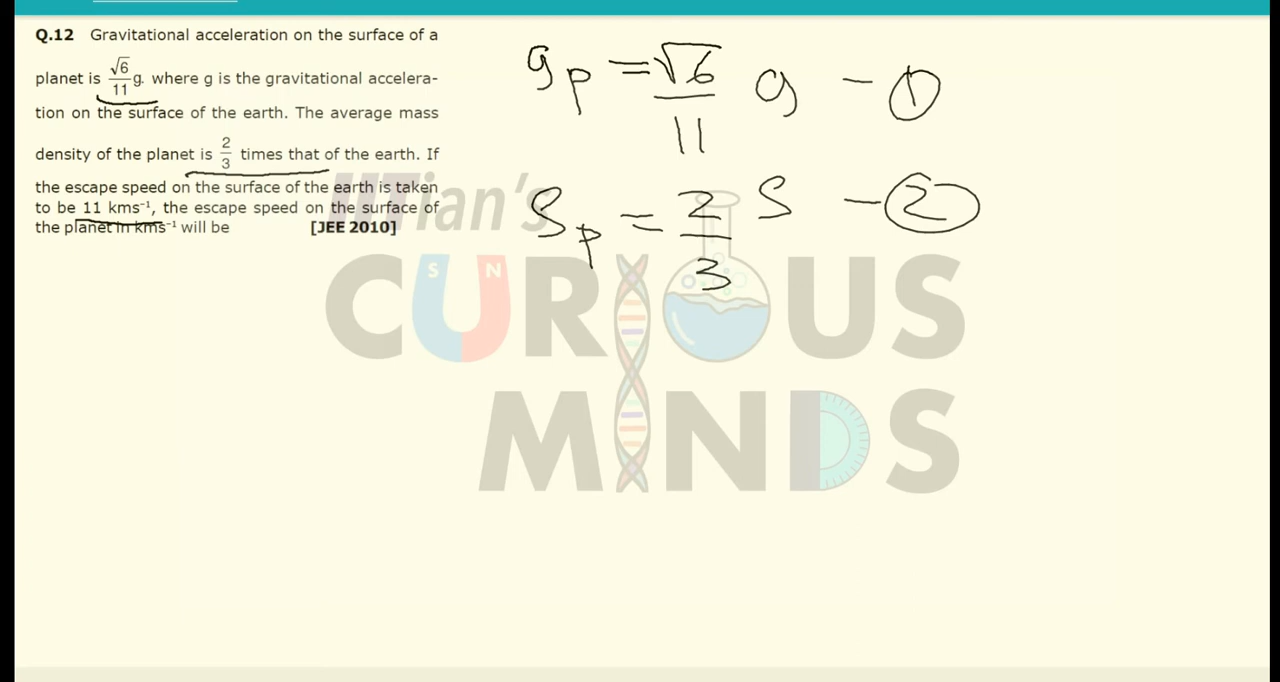 Q.12 Gravitational acceleration on the surface of a
planet is √6/11 g. where g is the gravitational accelera-
tion on the surface of the earth. The average mass
density of the planet is 2/3 times that of the earth. If
the escape speed on the surface of the earth is taken
to be 11 kms⁻¹, the escape speed on the surface of
the planet in kms⁻¹ will be [JEE 2010]
g_p = √6/11 g - ①
S_p = 2/3 S - ②
IITian's
CURIOUS
MINDS
S N